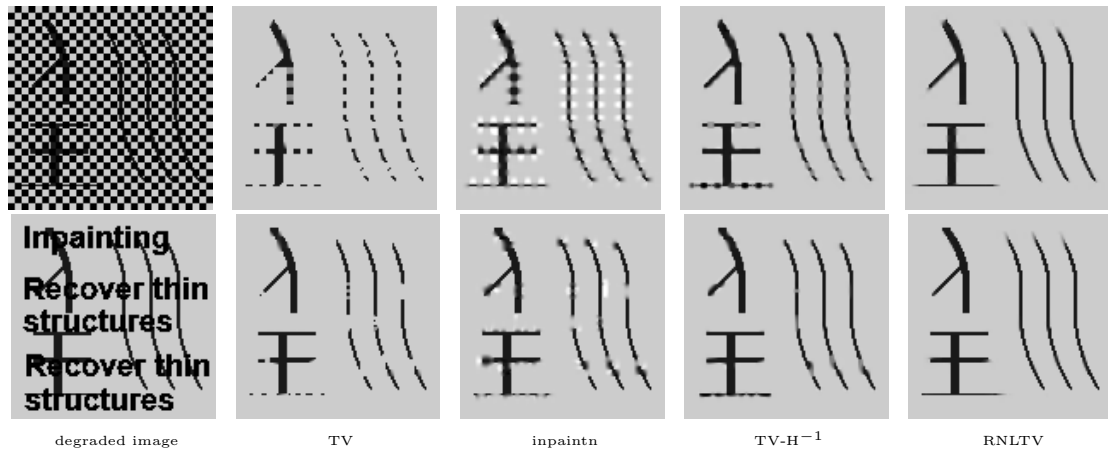 Inpainting
Recover thin
structures
Recover thin
structures
degraded image TV inpaintn TV-H⁻¹ RNLTV